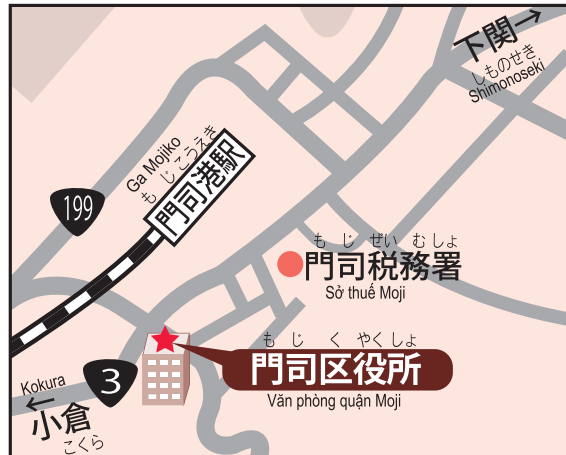 下関→
しものせき
Shimonoseki
Ga Mojiko
もじこうえき
門司港駅
199
もじぜいむしょ
門司税務署
Sở thuế Moji
もじくやくしょ
門司区役所
Văn phòng quận Moji
3
Kokura
←
小倉
こくら